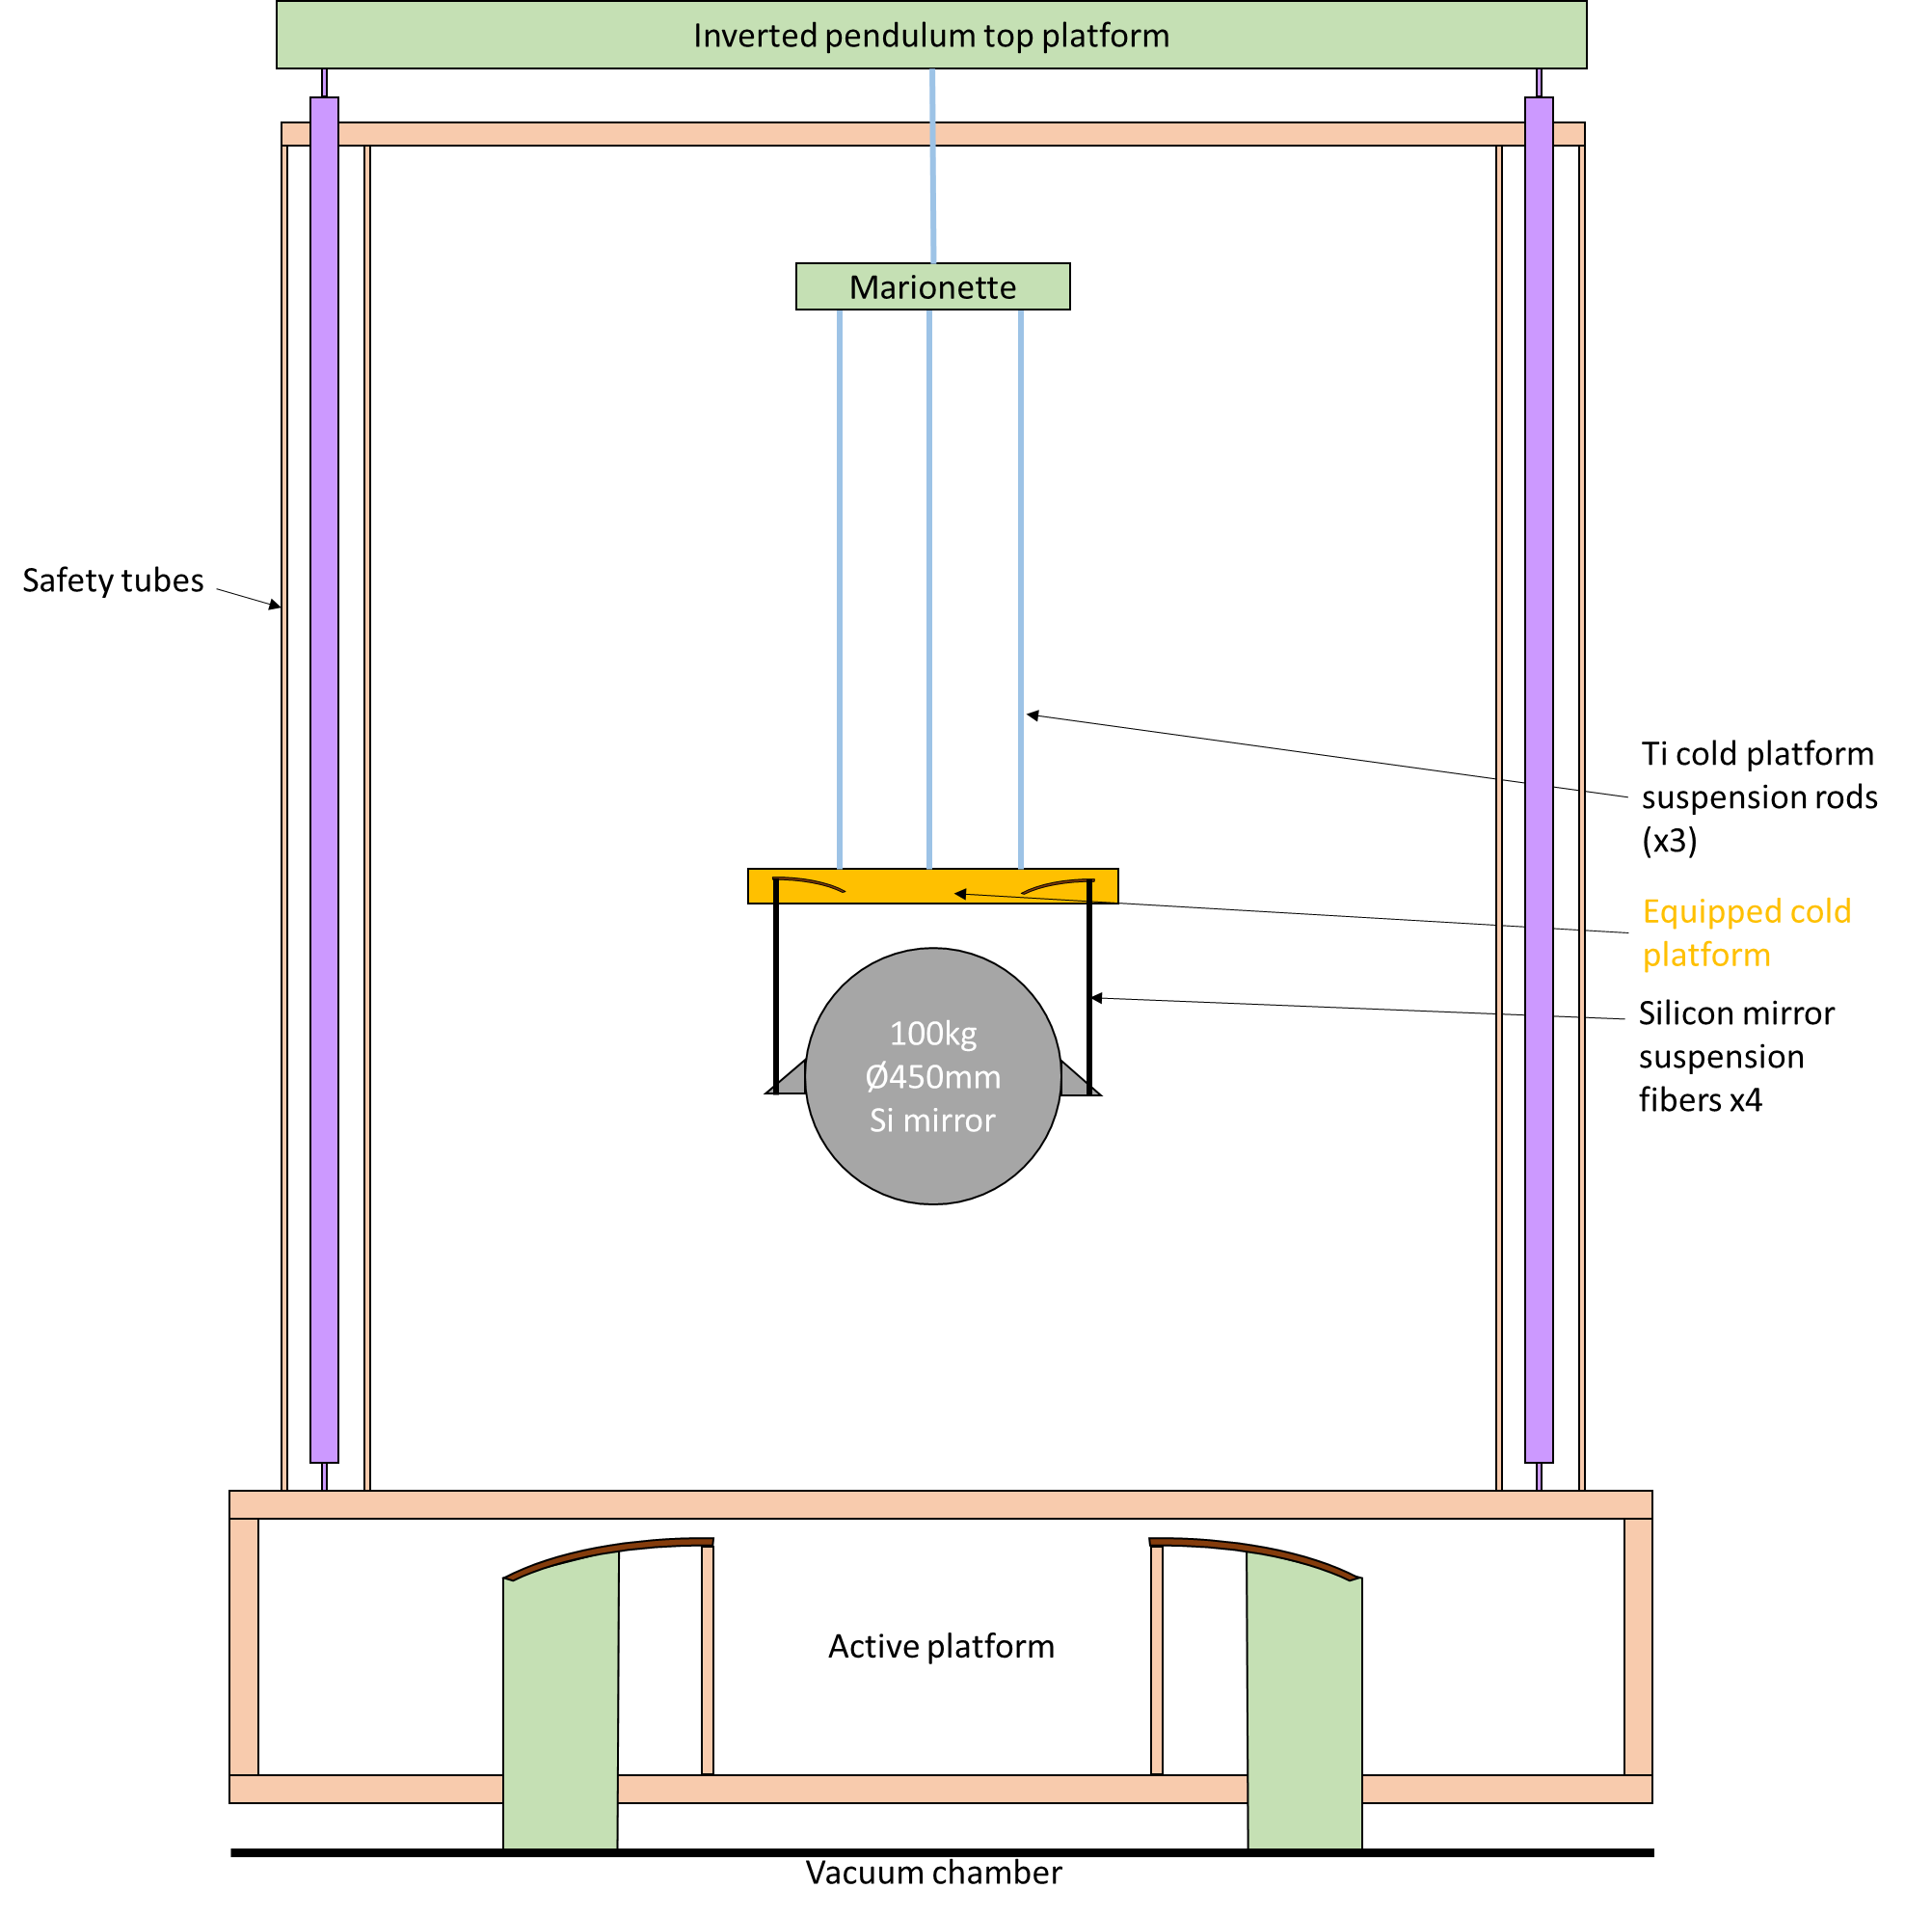 Inverted pendulum top platform
Marionette
Safety tubes
Ti cold platform
suspension rods
(x3)
Equipped cold
platform
Silicon mirror
suspension
fibers x4
100kg
Ø450mm
Si mirror
Active platform
Vacuum chamber